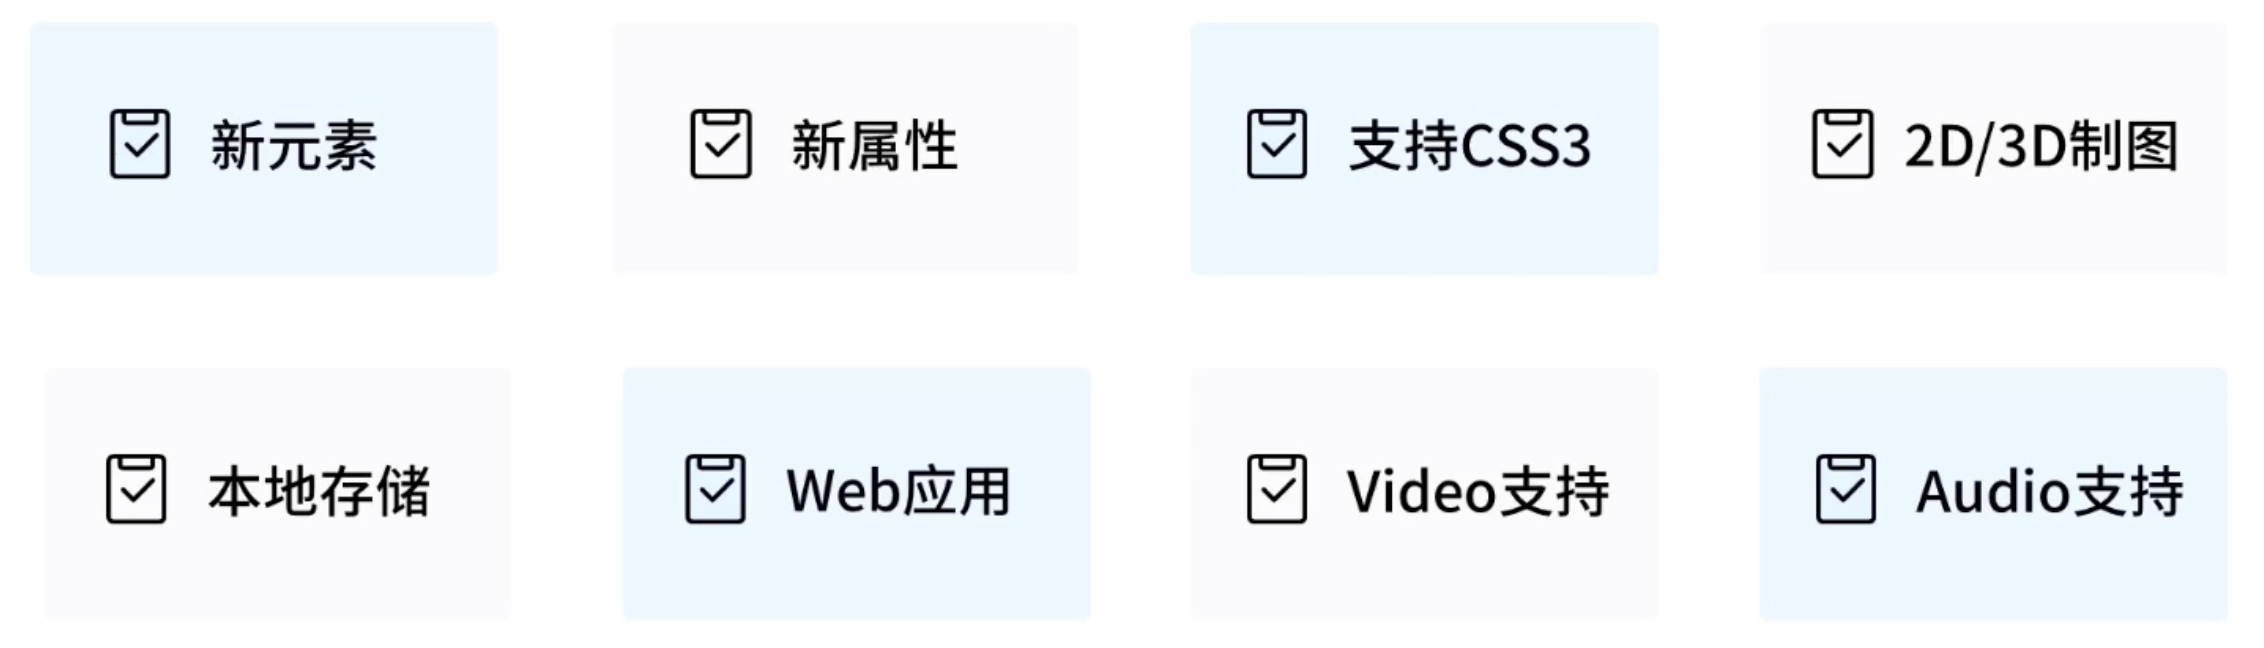 新元素
新属性
支持CSS3
2D/3D制图
本地存储
Web应用
Video支持
Audio支持